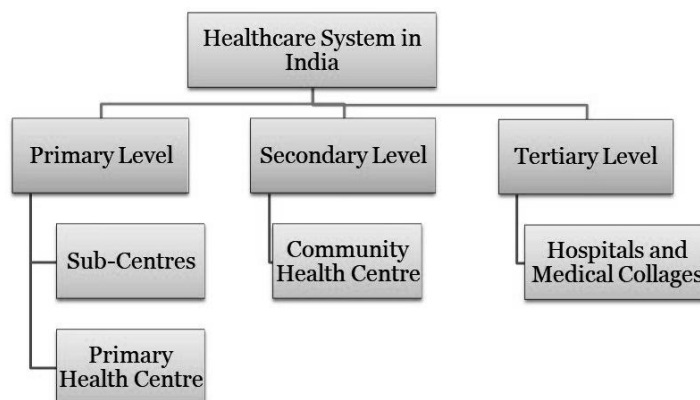 Healthcare System in
India
Primary Level
Secondary Level
Tertiary Level
Sub-Centres
Primary
Health Centre
Community
Health Centre
Hospitals and
Medical Collages